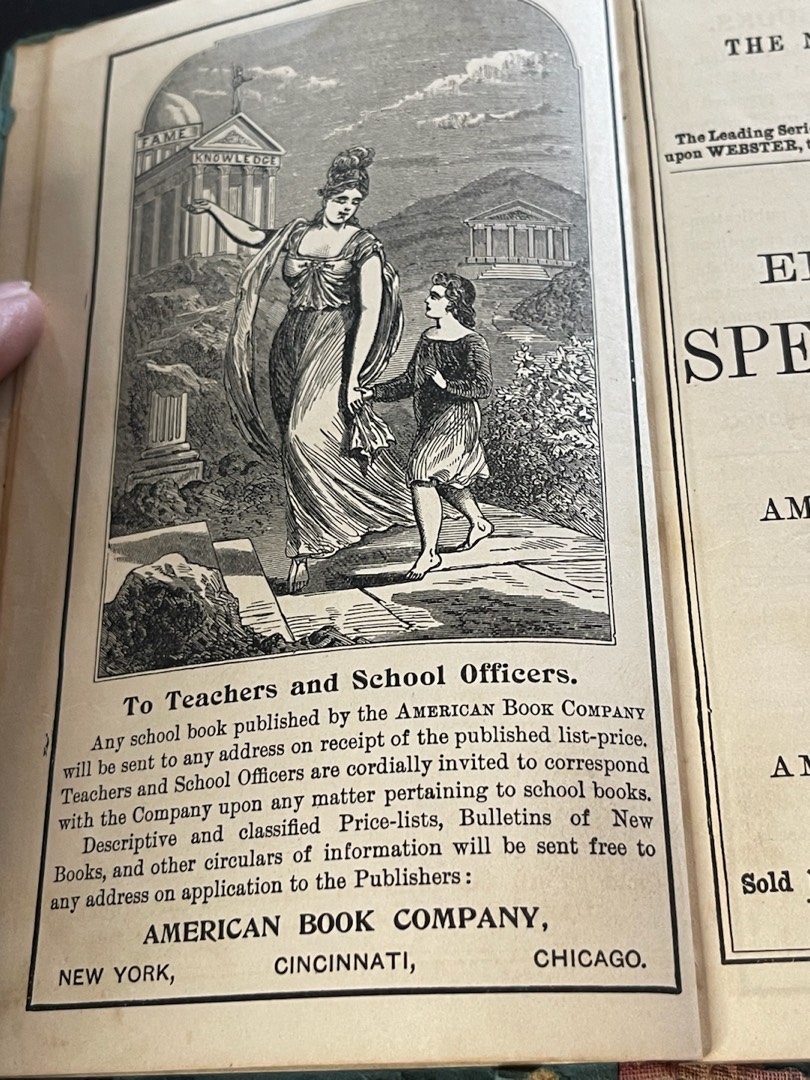 FAME
KNOWLEDGE
To Teachers and School Officers.
Any school book published by the AMERICAN BOOK COMPANY
will be sent to any address on receipt of the published list-price.
Teachers and School Officers are cordially invited to correspond
with the Company upon any matter pertaining to school books.
Descriptive and classified Price-lists, Bulletins of New
Books, and other circulars of information will be sent free to
any address on application to the Publishers:
AMERICAN BOOK COMPANY,
NEW YORK, CINCINNATI, CHICAGO.
THE
The Leading
upon WEBSTER,
Sold